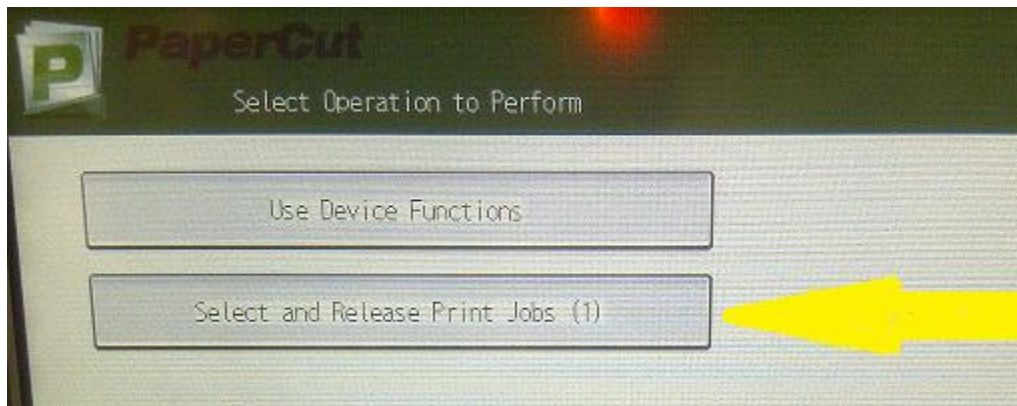 P PaperCut
Select Operation to Perform
Use Device Functions
Select and Release Print Jobs (1)